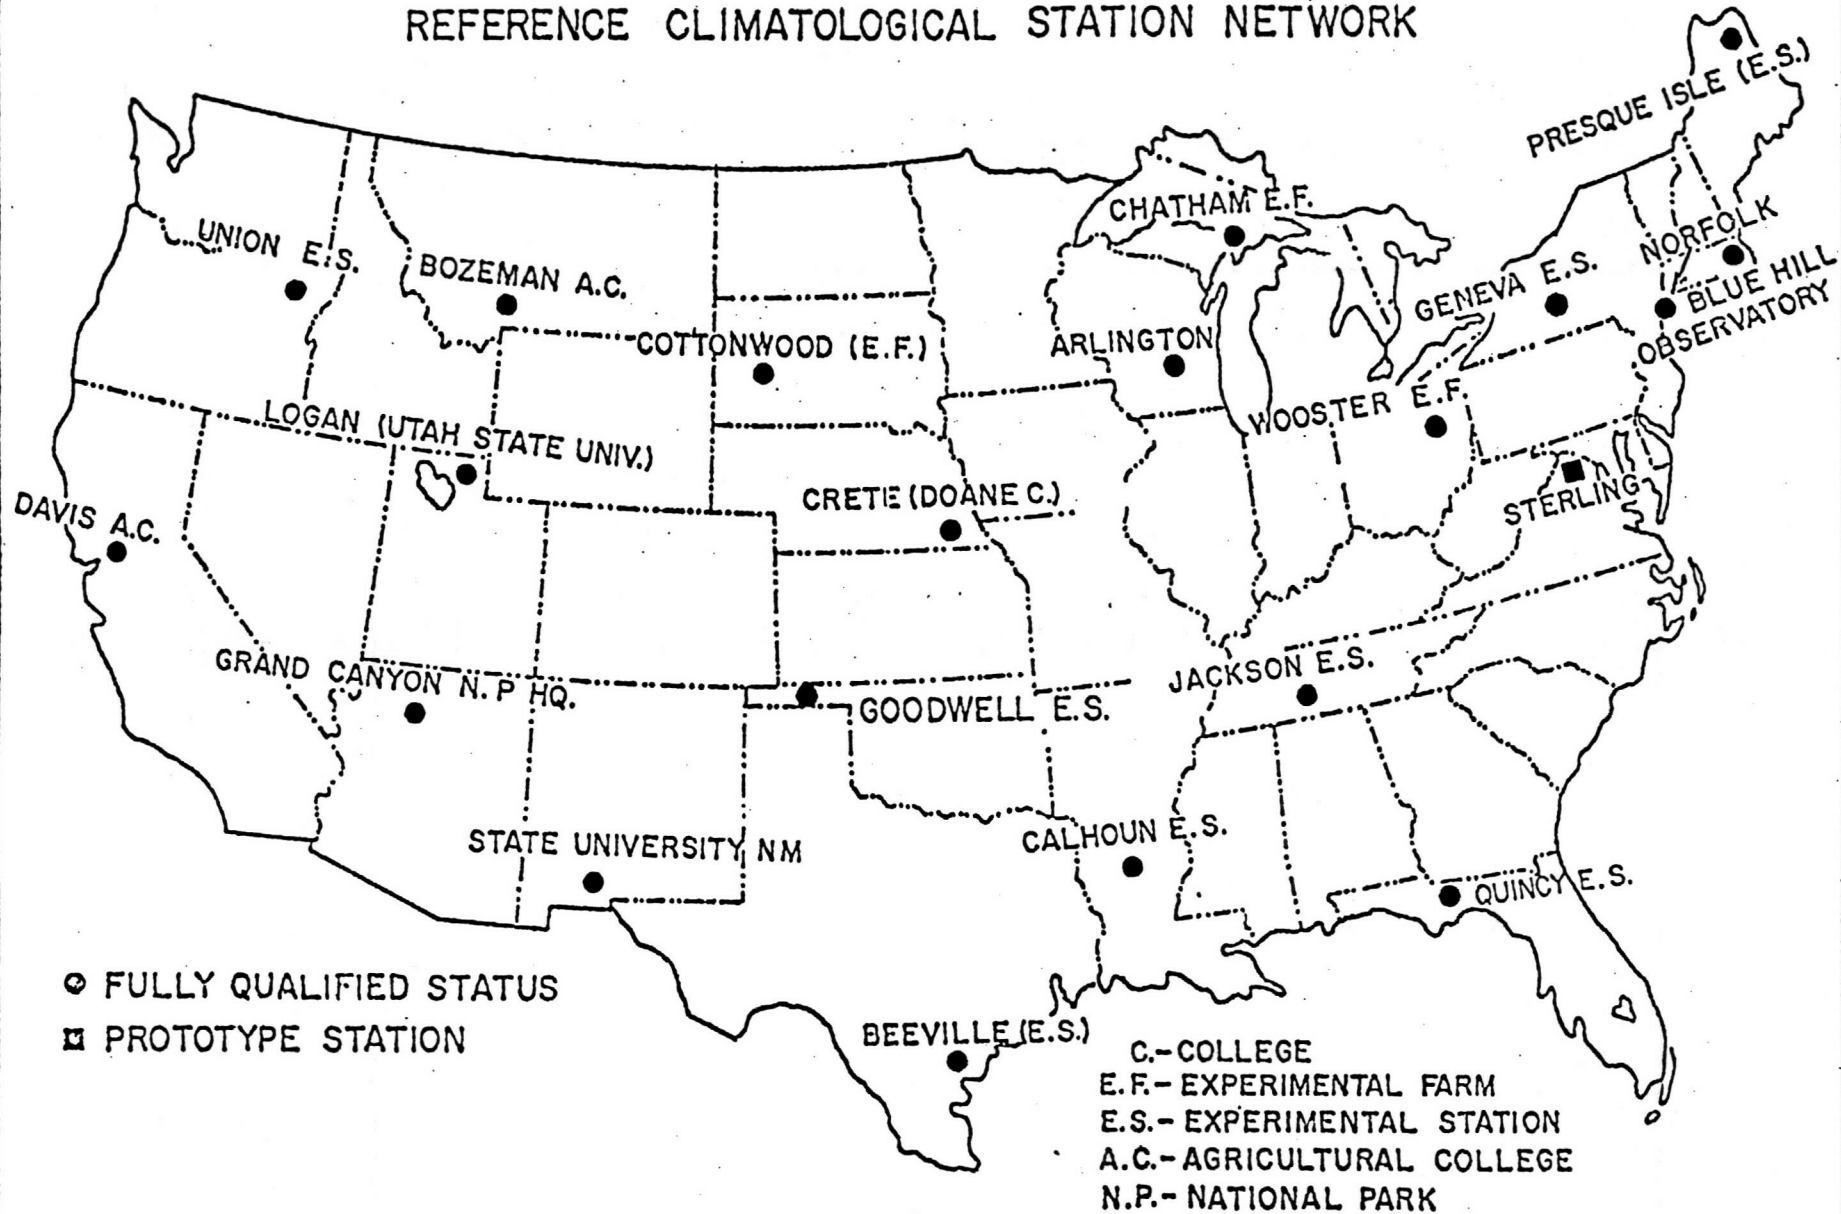 REFERENCE CLIMATOLOGICAL STATION NETWORK
PRESQUE ISLE (E.S.)
CHATHAM E.F.
UNION E.S.
BOZEMAN A.C.
NORFOLK
GENEVA E.S.
BLUE HILL
OBSERVATORY
COTTONWOOD (E.F.)
ARLINGTON
LOGAN (UTAH STATE UNIV.)
WOOSTER E.F.
DAVIS A.C.
CRETE (DOANE C.)
STERLING
GRAND CANYON N.P HQ.
GOODWELL E.S.
JACKSON E.S.
STATE UNIVERSITY NM
CALHOUN E.S.
QUINCY E.S.
FULLY QUALIFIED STATUS
PROTOTYPE STATION
BEEVILLE (E.S.)
C.-COLLEGE
E.F.-EXPERIMENTAL FARM
E.S.-EXPERIMENTAL STATION
A.C.-AGRICULTURAL COLLEGE
N.P.-NATIONAL PARK